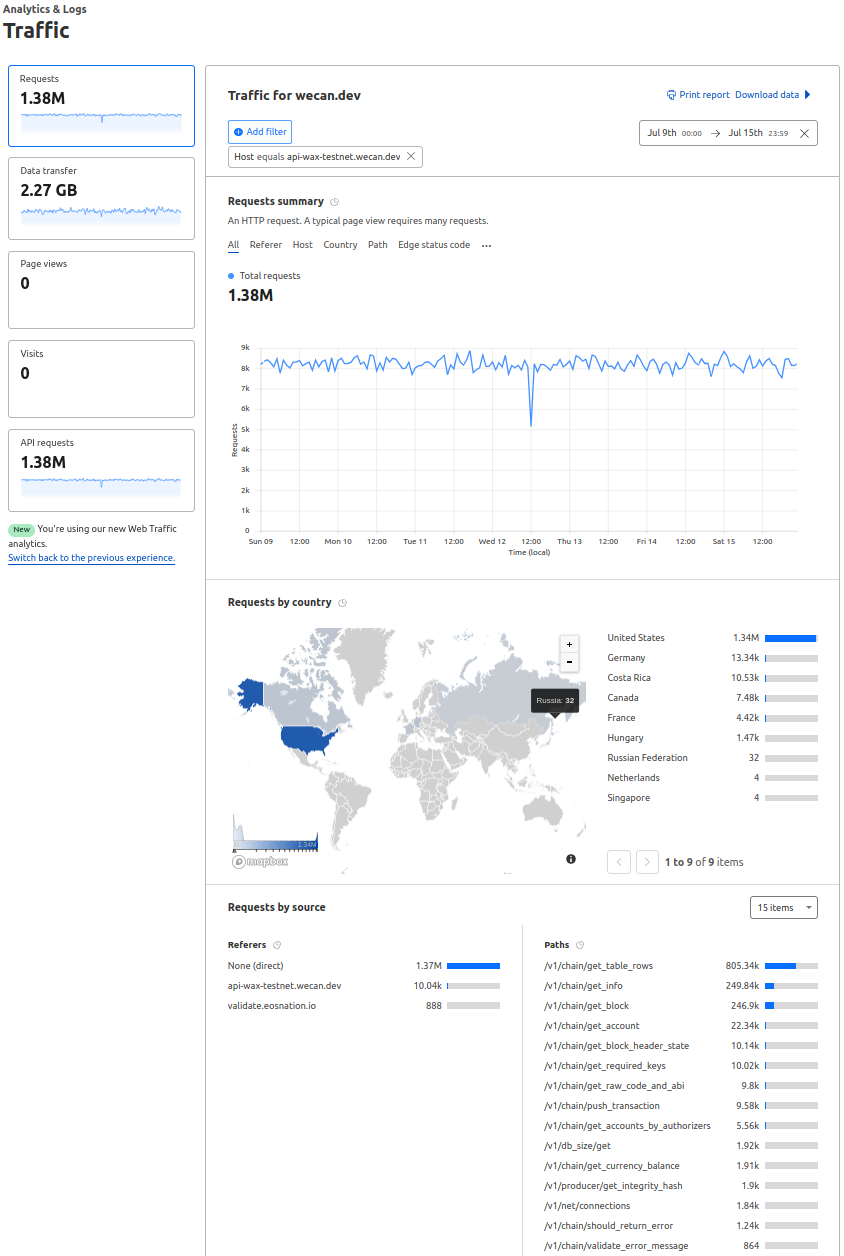 Analytics & Logs
Traffic
Requests
1.38M
Data transfer
2.27 GB
Page views
0
Visits
0
API requests
1.38M
New You're using our new Web Traffic
analytics.
Switch back to the previous experience.
Traffic for wecan.dev
Print report Download data
Add filter
Jul 9th 00:00 → Jul 15th 23:59
Host equals api-wax-testnet.wecan.dev
Requests summary
An HTTP request. A typical page view requires many requests.
All Referer Host Country Path Edge status code ...
Total requests
1.38M
9k
8k
7k
6k
5k
4k
3k
2k
1k
0
Requests
Sun 09 12:00 Mon 10 12:00 Tue 11 12:00 Wed 12 12:00 Thu 13 12:00 Fri 14 12:00 Sat 15 12:00
Time (local)
Requests by country
+
−
Russia: 32
1.34M
mapbox
United States 1.34M
Germany 13.34k
Costa Rica 10.53k
Canada 7.48k
France 4.42k
Hungary 1.47k
Russian Federation 32
Netherlands 4
Singapore 4
1 to 9 of 9 items
Requests by source
15 items
Referers
None (direct) 1.37M
api-wax-testnet.wecan.dev 10.04k
validate.eosnation.io 888
Paths
/v1/chain/get_table_rows 805.34k
/v1/chain/get_info 249.84k
/v1/chain/get_block 246.9k
/v1/chain/get_account 22.34k
/v1/chain/get_block_header_state 10.14k
/v1/chain/get_required_keys 10.02k
/v1/chain/get_raw_code_and_abi 9.8k
/v1/chain/push_transaction 9.58k
/v1/chain/get_accounts_by_authorizers 5.56k
/v1/db_size/get 1.92k
/v1/chain/get_currency_balance 1.91k
/v1/producer/get_integrity_hash 1.9k
/v1/net/connections 1.84k
/v1/chain/should_return_error 1.24k
/v1/chain/validate_error_message 864